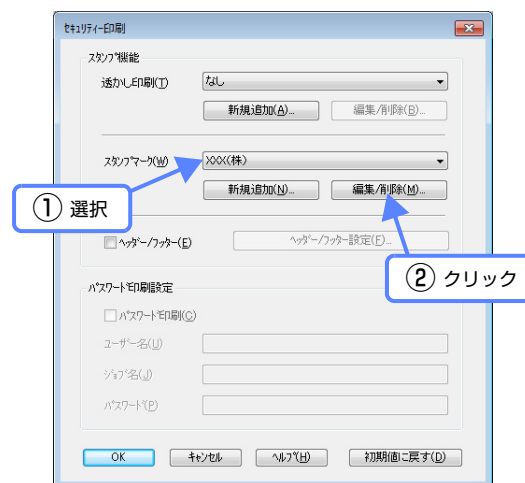 セキュリティー印刷
スタンプ機能
透かし印刷(T) なし
新規追加(A)... 編集/削除(B)...
スタンプマーク(W) XXX(株)
新規追加(N)... 編集/削除(M)...
① 選択
ヘッダー/フッター(E) ヘッダー/フッター設定(F)...
② クリック
パスワード印刷設定
パスワード印刷(C)
ユーザー名(U)
ジョブ名(J)
パスワード(P)
OK キャンセル ヘルプ(H) 初期値に戻す(D)